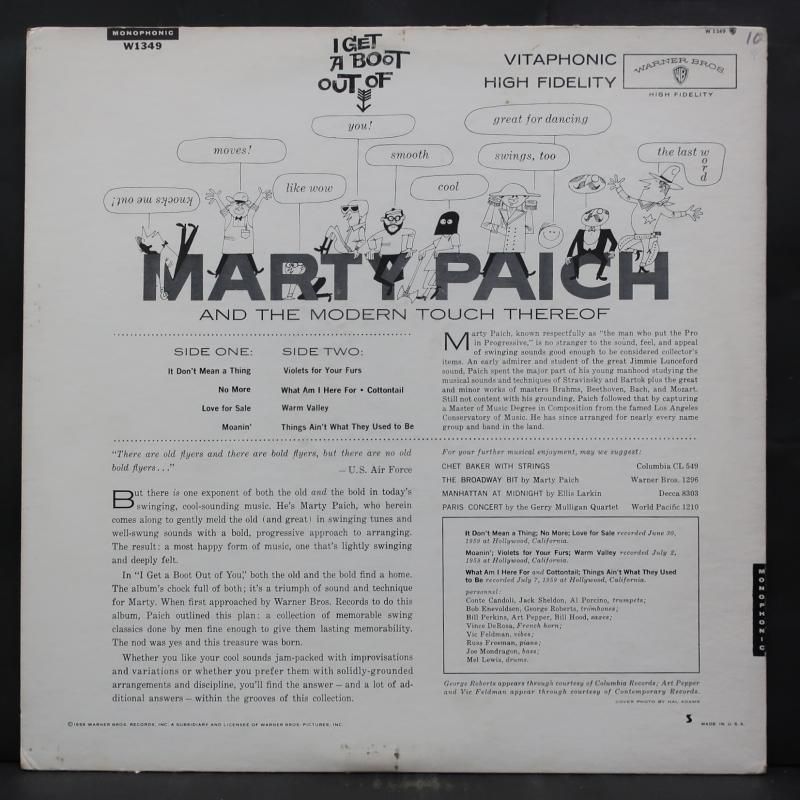 MONOPHONIC
W1349
W 1349
10
I GET
A BOOT
OUT OF
VITAPHONIC
HIGH FIDELITY
WARNER BROS.
WB
HIGH FIDELITY
you!
great for dancing
moves!
smooth
swings, too
the last word
like wow
cool
knocks me out!
MARTY PAICH
AND THE MODERN TOUCH THEREOF
SIDE ONE:
It Don't Mean a Thing
No More
Love for Sale
Moanin'
SIDE TWO:
Violets for Your Furs
What Am I Here For • Cottontail
Warm Valley
Things Ain't What They Used to Be
Marty Paich, known respectfully as "the man who put the Pro
in Progressive," is no stranger to the sound, feel, and appeal
of swinging sounds good enough to be considered collector's
items. An early admirer and student of the great Jimmie Lunceford
sound, Paich spent the major part of his young manhood studying the
musical sounds and techniques of Stravinsky and Bartok plus the great
and minor works of masters Brahms, Beethoven, Bach, and Mozart.
Still not content with his grounding, Paich followed that by capturing
a Master of Music Degree in Composition from the famed Los Angeles
Conservatory of Music. He has since arranged for nearly every name
group and band in the land.
"There are old flyers and there are bold flyers, but there are no old
bold flyers..."
— U.S. Air Force
But there is one exponent of both the old and the bold in today's
swinging, cool-sounding music. He's Marty Paich, who herein
comes along to gently meld the old (and great) in swinging tunes and
well-swung sounds with a bold, progressive approach to arranging.
The result: a most happy form of music, one that's lightly swinging
and deeply felt.
In "I Get a Boot Out of You," both the old and the bold find a home.
The album's chock full of both; it's a triumph of sound and technique
for Marty. When first approached by Warner Bros. Records to do this
album, Paich outlined this plan: a collection of memorable swing
classics done by men fine enough to give them lasting memorability.
The nod was yes and this treasure was born.
Whether you like your cool sounds jam-packed with improvisations
and variations or whether you prefer them with solidly-grounded
arrangements and discipline, you'll find the answer — and a lot of ad-
ditional answers — within the grooves of this collection.
For your further musical enjoyment, may we suggest:
CHET BAKER WITH STRINGS Columbia CL 549
THE BROADWAY BIT by Marty Paich Warner Bros. 1296
MANHATTAN AT MIDNIGHT by Ellis Larkin Decca 8303
PARIS CONCERT by the Gerry Mulligan Quartet World Pacific 1210
It Don't Mean a Thing; No More; Love for Sale recorded June 30,
1959 at Hollywood, California.
Moanin'; Violets for Your Furs; Warm Valley recorded July 2,
1959 at Hollywood, California.
What Am I Here For and Cottontail; Things Ain't What They Used
to Be recorded July 7, 1959 at Hollywood, California.
personnel:
Conte Candoli, Jack Sheldon, Al Porcino, trumpets;
Bob Enevoldsen, George Roberts, trombones;
Bill Perkins, Art Pepper, Bill Hood, saxes;
Vince DeRosa, French horn;
Vic Feldman, vibes;
Russ Freeman, piano;
Joe Mondragon, bass;
Mel Lewis, drums.
George Roberts appears through courtesy of Columbia Records; Art Pepper
and Vic Feldman appear through courtesy of Contemporary Records.
COVER PHOTO BY HAL ADAMS
MONOPHONIC
©1959 WARNER BROS. RECORDS, INC. A SUBSIDIARY AND LICENSEE OF WARNER BROS. PICTURES, INC.
S
MADE IN U.S.A.